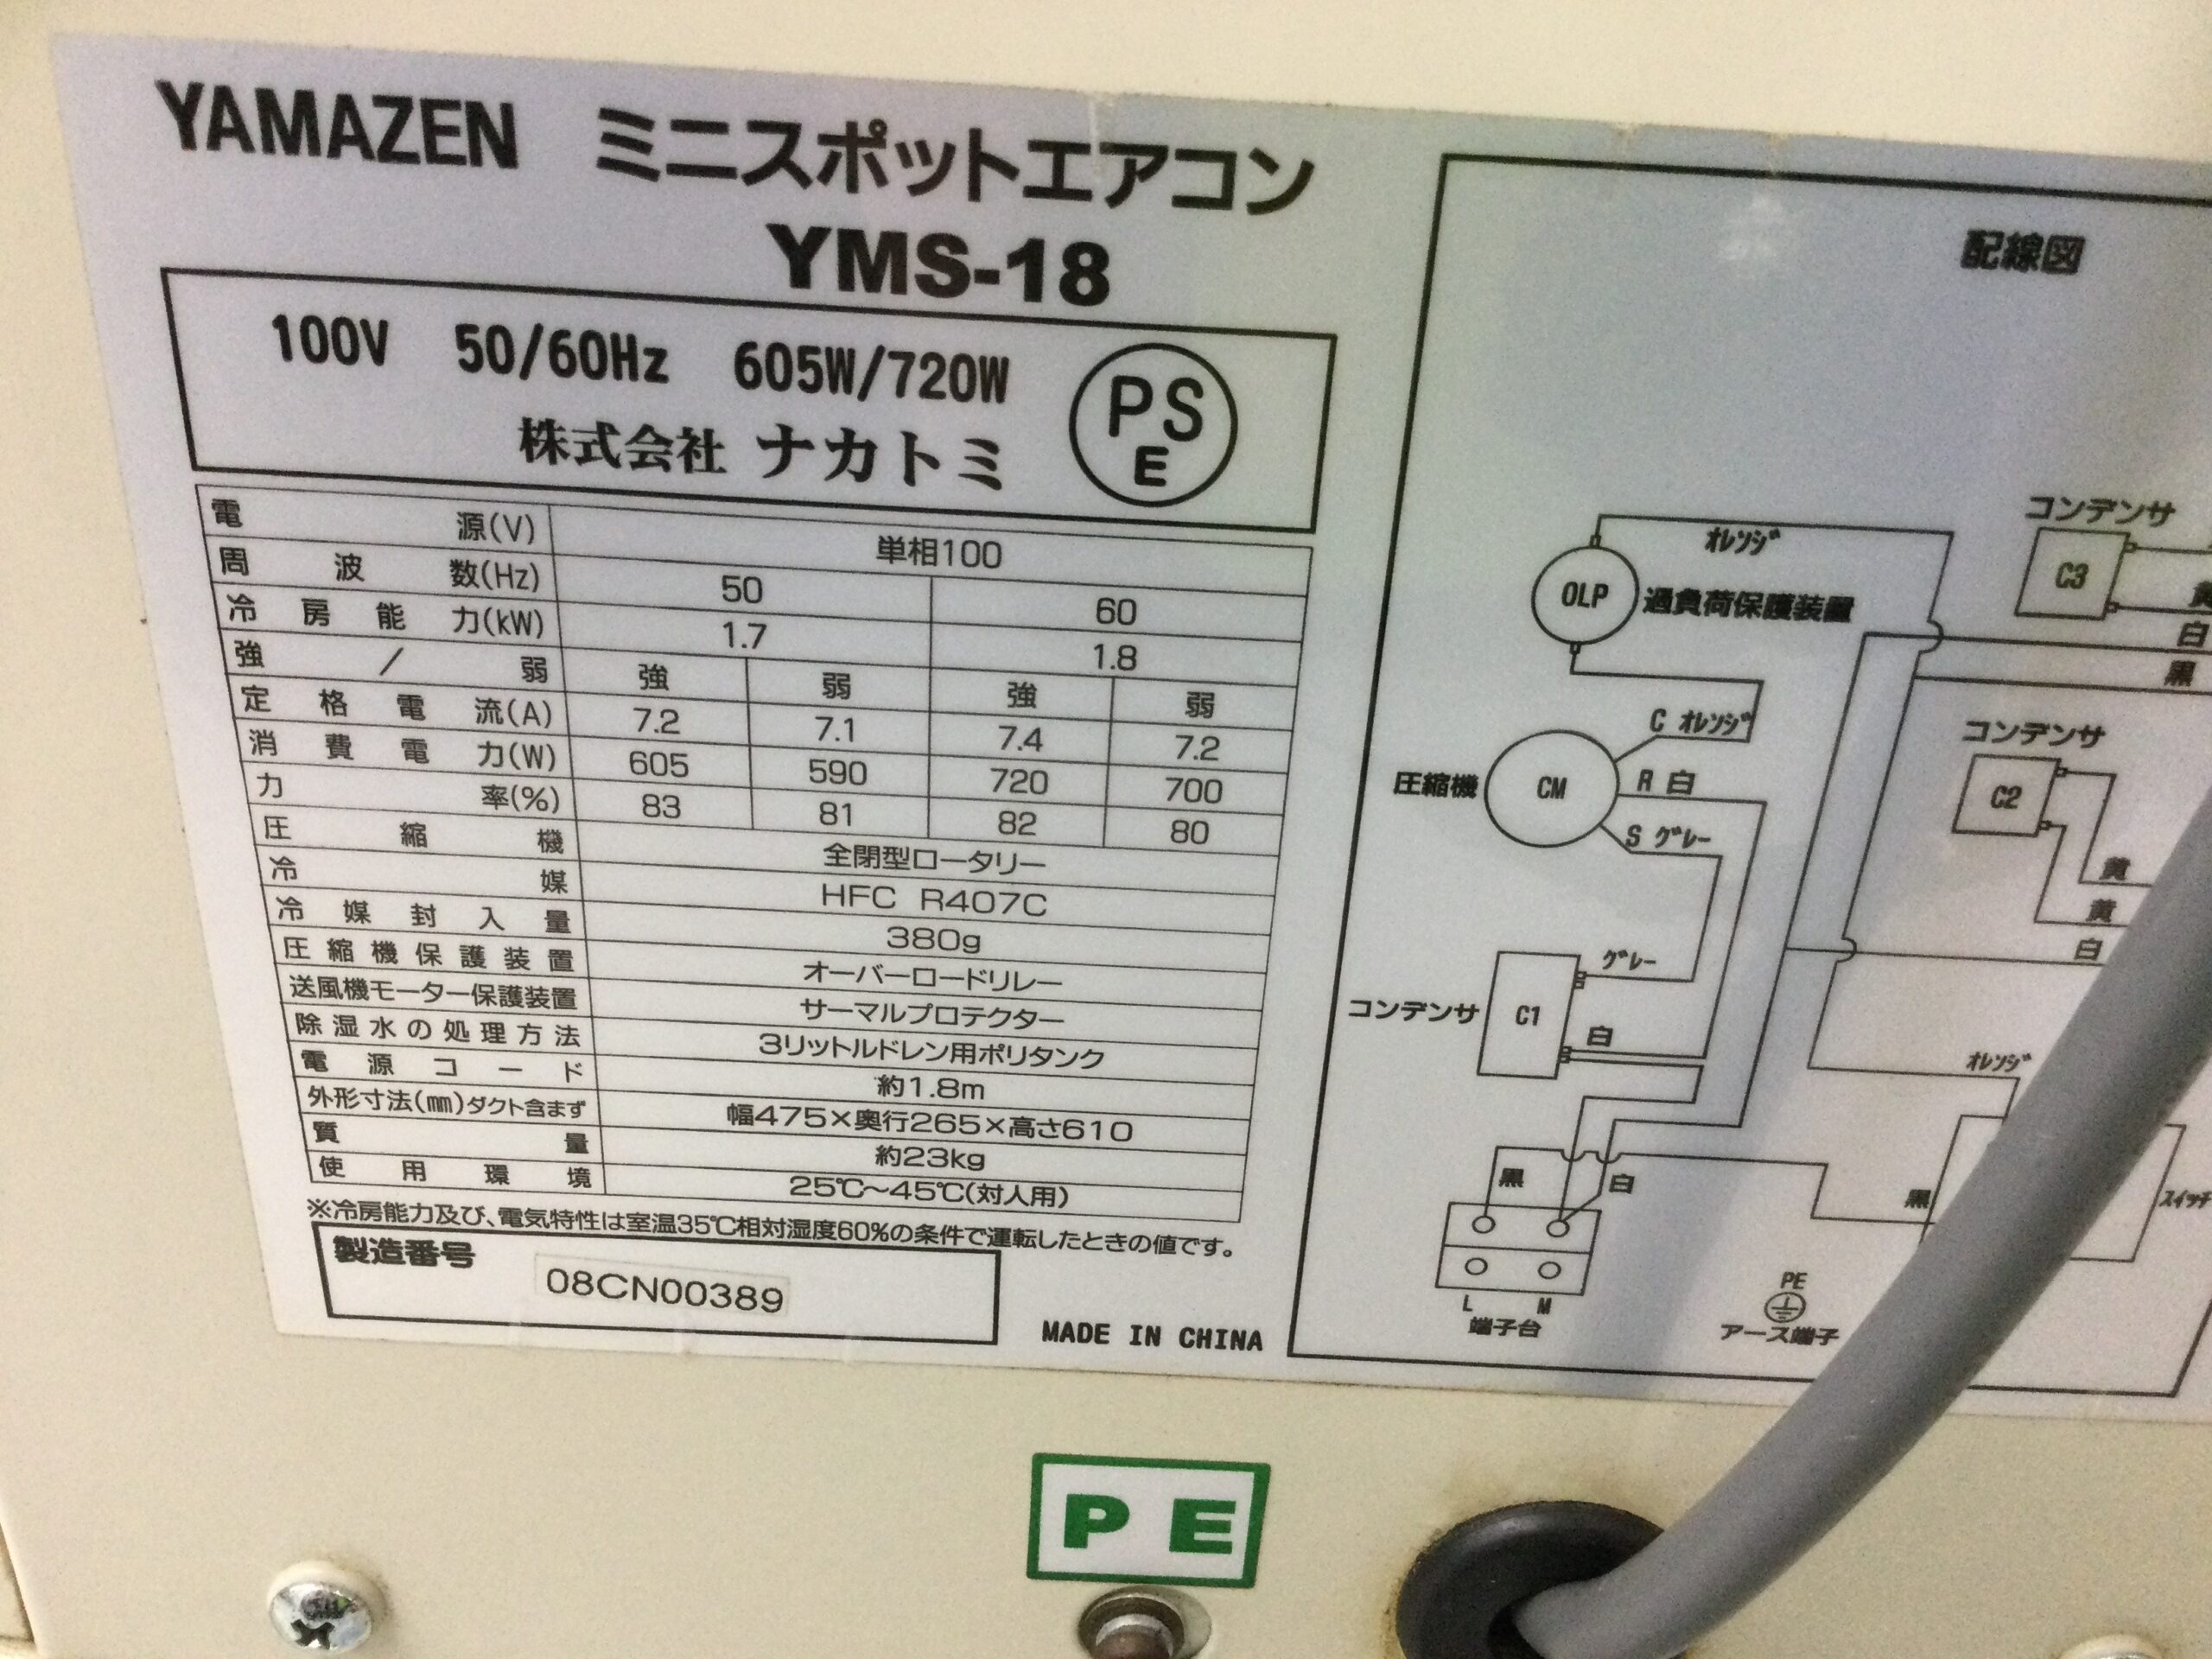 YAMAZEN ミニスポットエアコン
YMS-18
100V 50/60Hz 605W/720W
株式会社 ナカトミ
PS
E
電源(V) 単相100
周波数(Hz) 50 60
冷房能力(kW) 1.7 1.8
強/弱 強 弱 強 弱
定格電流(A) 7.2 7.1 7.4 7.2
消費電力(W) 605 590 720 700
力率(%) 83 81 82 80
圧縮機 全閉型ロータリー
冷媒 HFC R407C
冷媒封入量 380g
圧縮機保護装置 オーバーロードリレー
送風機モーター保護装置 サーマルプロテクター
除湿水の処理方法 3リットルドレン用ポリタンク
電源コード 約1.8m
外形寸法(㎜)ダクト含まず 幅475×奥行265×高さ610
質量 約23kg
使用環境 25℃～45℃(対人用)
※冷房能力及び、電気特性は室温35℃相対湿度60%の条件で運転したときの値です。
製造番号
08CN00389
MADE IN CHINA
配線図
コンデンサ
C3
黄
白
黒
ｵﾚﾝｼﾞ
OLP 過負荷保護装置
C ｵﾚﾝｼﾞ
圧縮機 CM
R 白
S ｸﾞﾚｰ
コンデンサ
C2
黄
黄
白
ｸﾞﾚｰ
コンデンサ C1
白
ｵﾚﾝｼﾞ
黒
白
黒
ｽｲｯﾁ
L M
端子台
PE
アース端子
PE